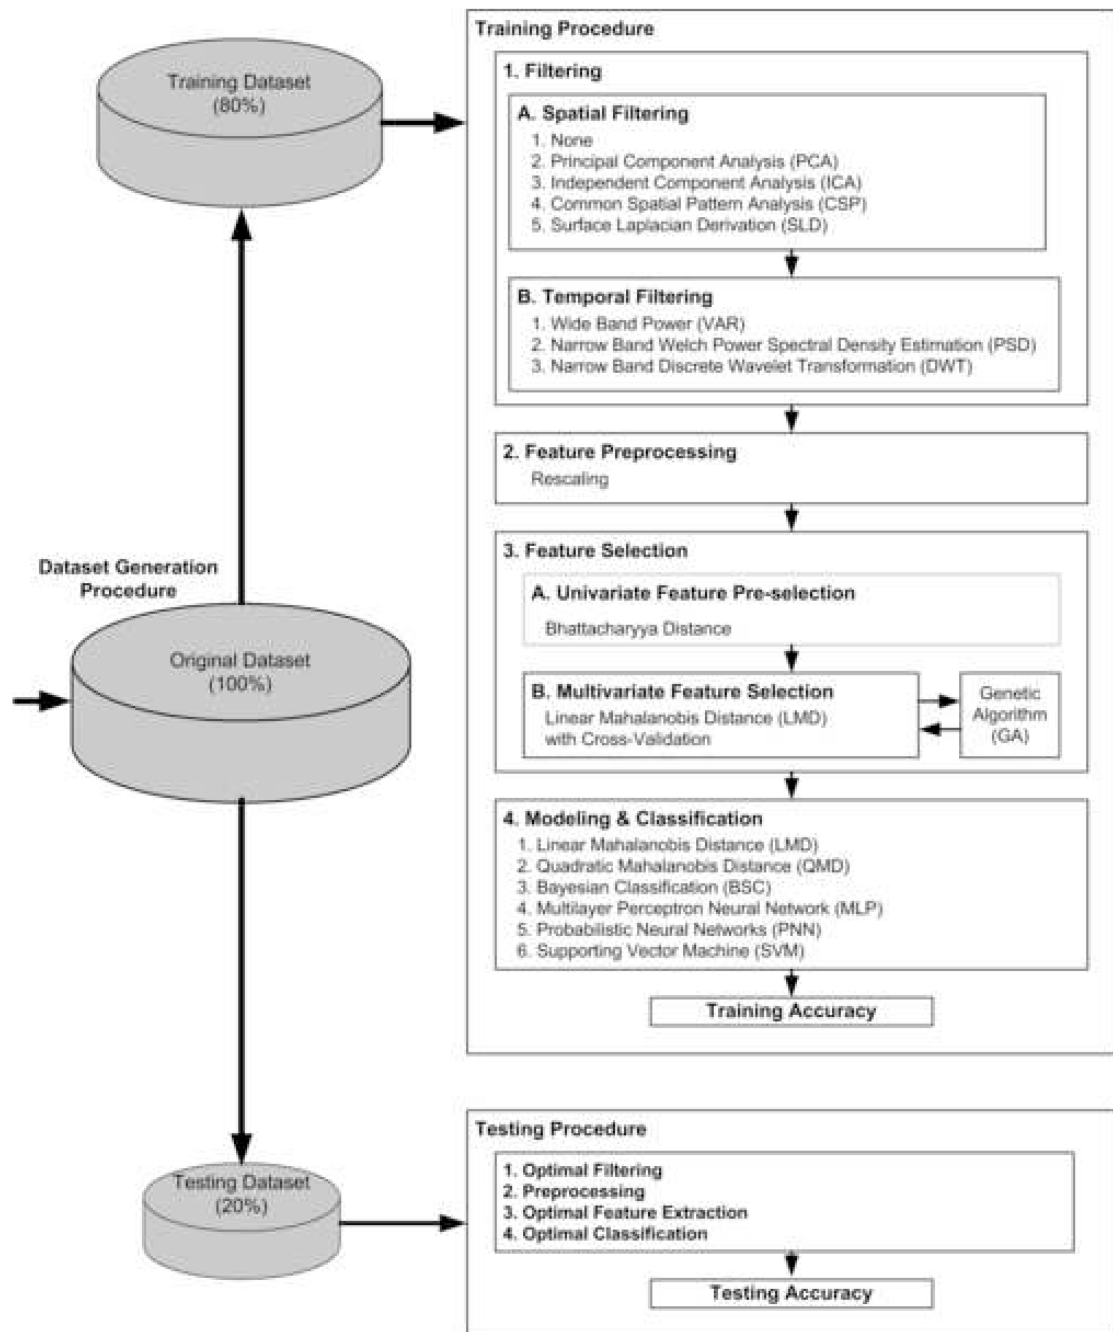 Training Dataset
(80%)
Dataset Generation
Procedure
Original Dataset
(100%)
Testing Dataset
(20%)
Training Procedure
1. Filtering
A. Spatial Filtering
1. None
2. Principal Component Analysis (PCA)
3. Independent Component Analysis (ICA)
4. Common Spatial Pattern Analysis (CSP)
5. Surface Laplacian Derivation (SLD)
B. Temporal Filtering
1. Wide Band Power (VAR)
2. Narrow Band Welch Power Spectral Density Estimation (PSD)
3. Narrow Band Discrete Wavelet Transformation (DWT)
2. Feature Preprocessing
Rescaling
3. Feature Selection
A. Univariate Feature Pre-selection
Bhattacharyya Distance
B. Multivariate Feature Selection
Linear Mahalanobis Distance (LMD)
with Cross-Validation
Genetic
Algorithm
(GA)
4. Modeling & Classification
1. Linear Mahalanobis Distance (LMD)
2. Quadratic Mahalanobis Distance (QMD)
3. Bayesian Classification (BSC)
4. Multilayer Perceptron Neural Network (MLP)
5. Probabilistic Neural Networks (PNN)
6. Supporting Vector Machine (SVM)
Training Accuracy
Testing Procedure
1. Optimal Filtering
2. Preprocessing
3. Optimal Feature Extraction
4. Optimal Classification
Testing Accuracy